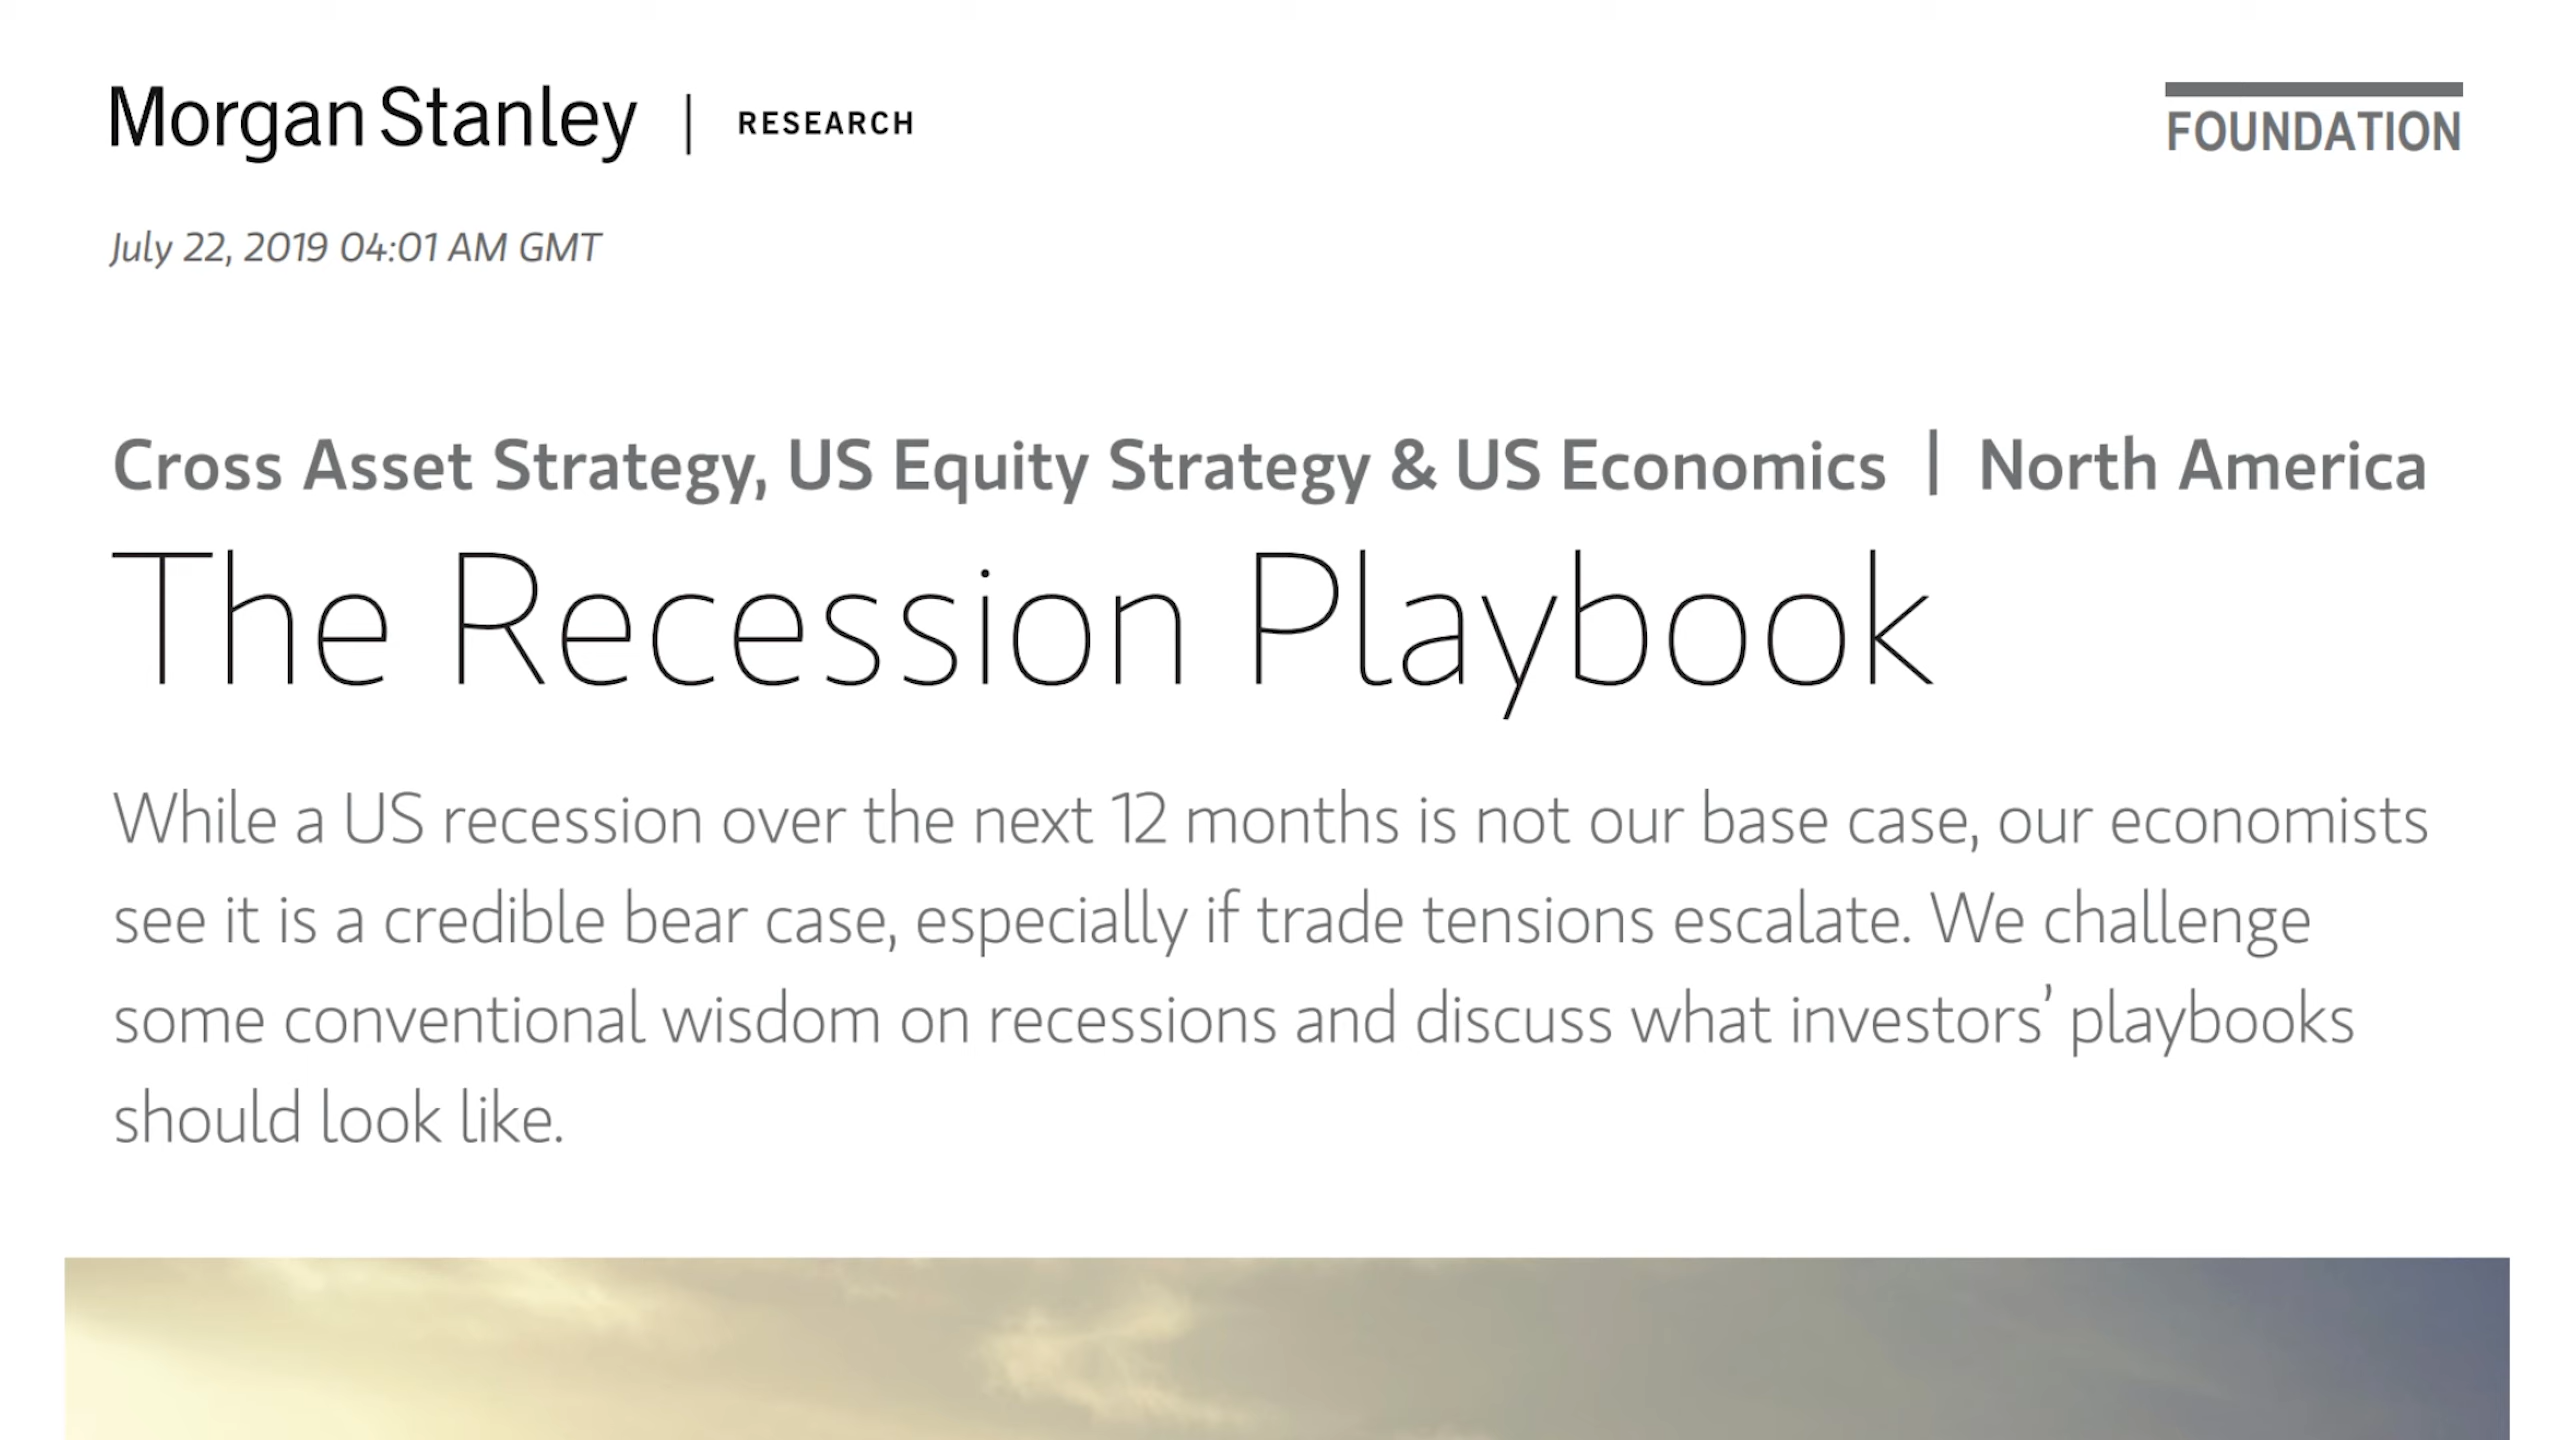 Morgan Stanley | RESEARCH
FOUNDATION
July 22, 2019 04:01 AM GMT
Cross Asset Strategy, US Equity Strategy & US Economics | North America
The Recession Playbook
While a US recession over the next 12 months is not our base case, our economists
see it is a credible bear case, especially if trade tensions escalate. We challenge
some conventional wisdom on recessions and discuss what investors’ playbooks
should look like.